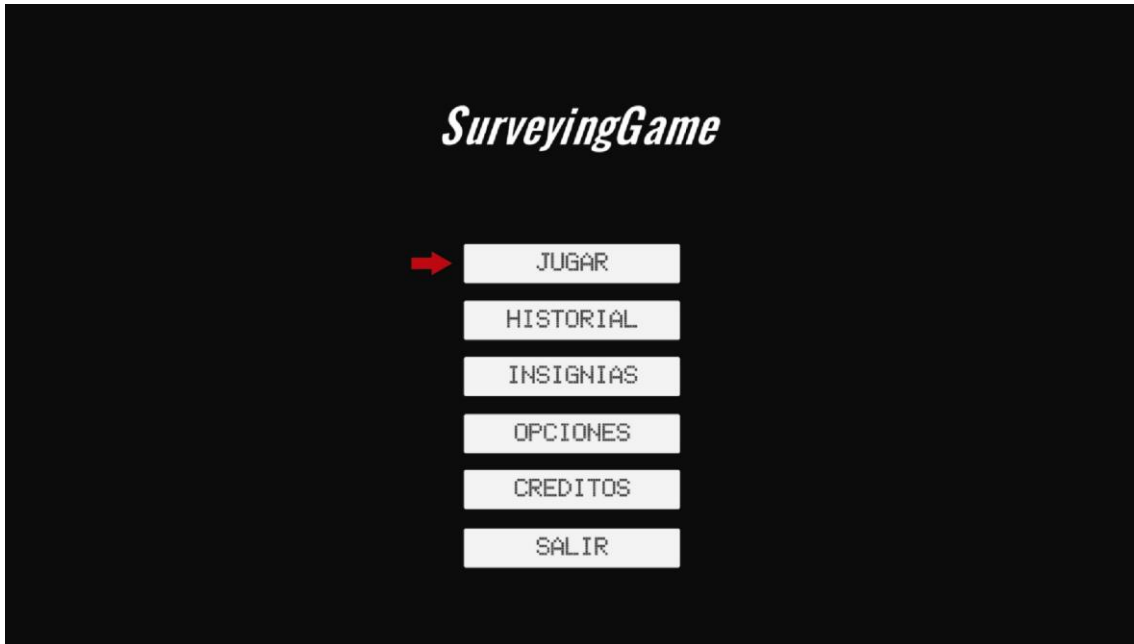 SurveyingGame
JUGAR
HISTORIAL
INSIGNIAS
OPCIONES
CREDITOS
SALIR